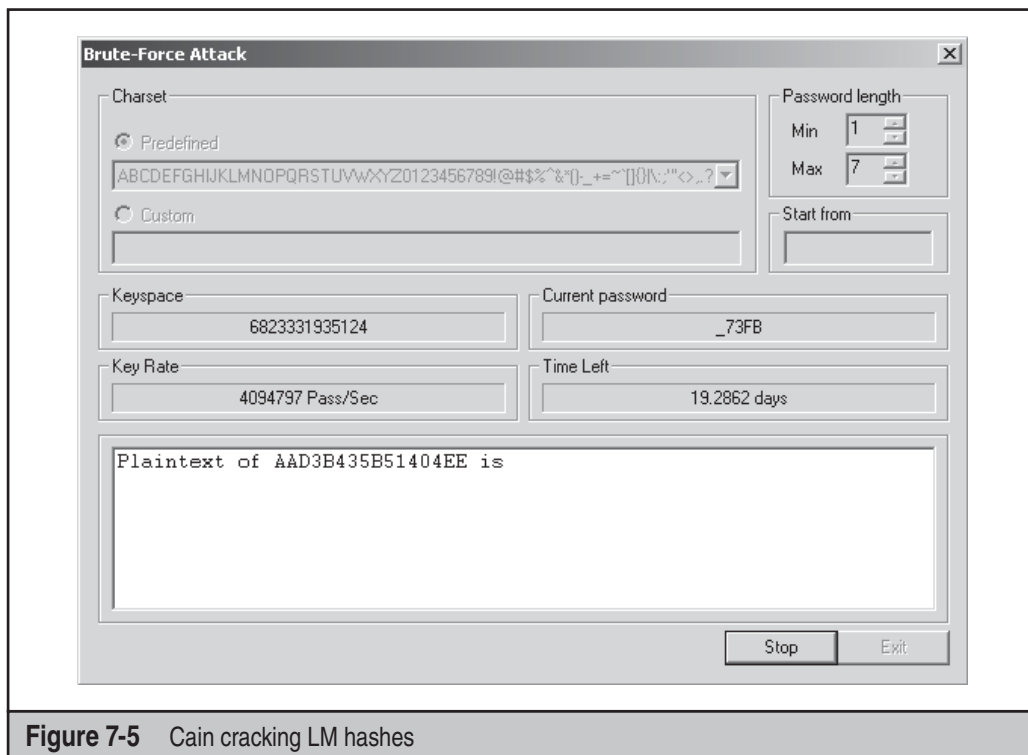 Brute-Force Attack
Charset
Predefined
ABCDEFGHIJKLMNOPQRSTUVWXYZ0123456789!@#$%^&*()-_+=~`[]{}|\:;"'<>,.?
Custom
Password length
Min 1
Max 7
Start from
Keyspace
6823331935124
Current password
_73FB
Key Rate
4094797 Pass/Sec
Time Left
19.2862 days
Plaintext of AAD3B435B51404EE is
Stop
Exit
Figure 7-5 Cain cracking LM hashes